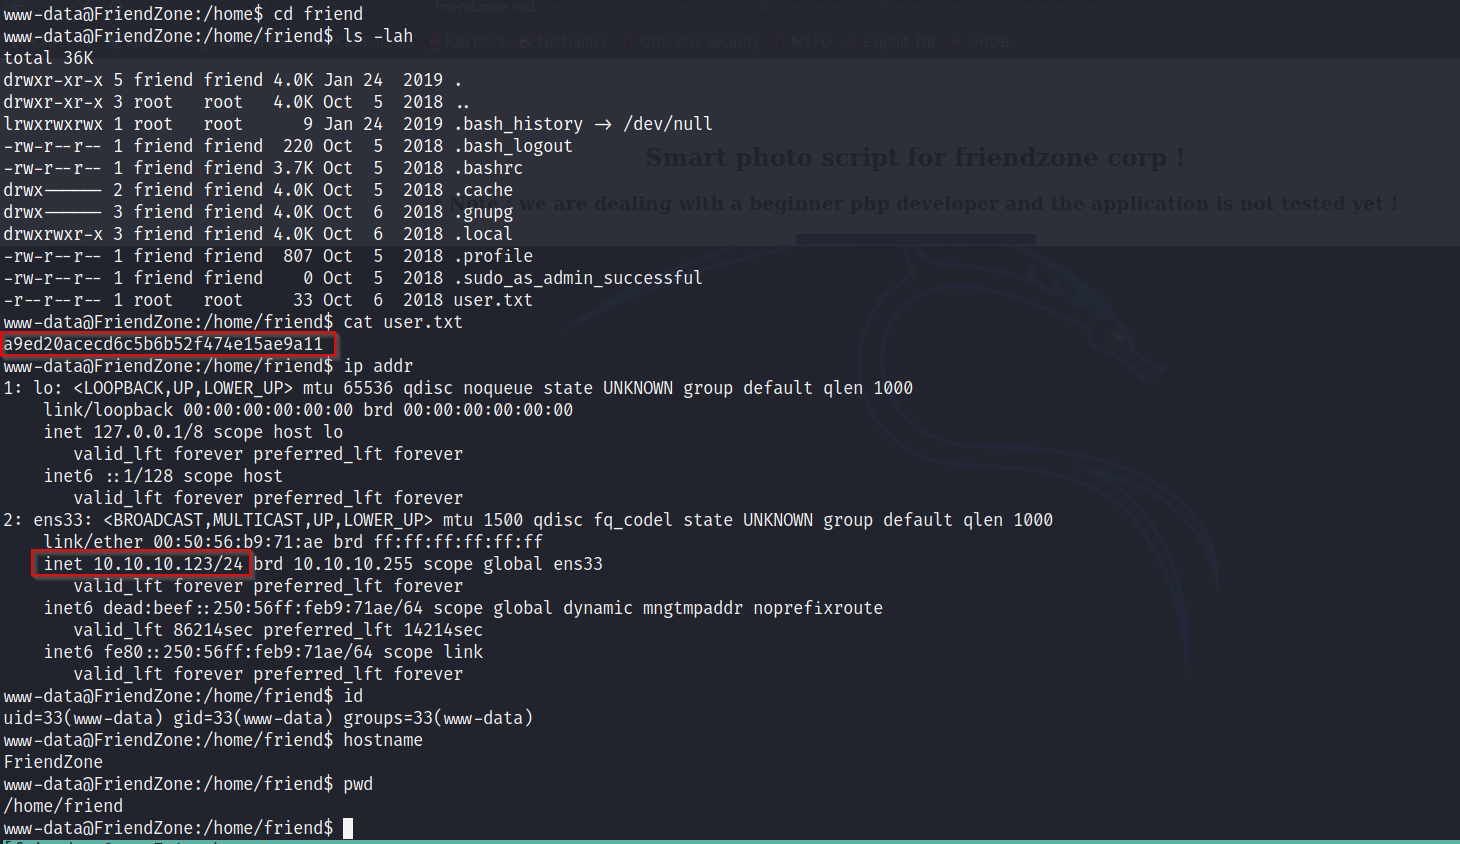 www-data@FriendZone:/home$ cd friend
www-data@FriendZone:/home/friend$ ls -lah
total 36K
drwxr-xr-x 5 friend friend 4.0K Jan 24  2019 .
drwxr-xr-x 3 root   root   4.0K Oct  5  2018 ..
lrwxrwxrwx 1 root   root      9 Jan 24  2019 .bash_history -> /dev/null
-rw-r--r-- 1 friend friend  220 Oct  5  2018 .bash_logout
-rw-r--r-- 1 friend friend 3.7K Oct  5  2018 .bashrc
drwx------ 2 friend friend 4.0K Oct  5  2018 .cache
drwx------ 3 friend friend 4.0K Oct  6  2018 .gnupg
drwxrwxr-x 3 friend friend 4.0K Oct  6  2018 .local
-rw-r--r-- 1 friend friend  807 Oct  5  2018 .profile
-rw-r--r-- 1 friend friend    0 Oct  5  2018 .sudo_as_admin_successful
-r--r--r-- 1 root   root     33 Oct  6  2018 user.txt
www-data@FriendZone:/home/friend$ cat user.txt
a9ed20acecd6c5b6b52f474e15ae9a11
www-data@FriendZone:/home/friend$ ip addr
1: lo: <LOOPBACK,UP,LOWER_UP> mtu 65536 qdisc noqueue state UNKNOWN group default qlen 1000
    link/loopback 00:00:00:00:00:00 brd 00:00:00:00:00:00
    inet 127.0.0.1/8 scope host lo
       valid_lft forever preferred_lft forever
    inet6 ::1/128 scope host
       valid_lft forever preferred_lft forever
2: ens33: <BROADCAST,MULTICAST,UP,LOWER_UP> mtu 1500 qdisc fq_codel state UNKNOWN group default qlen 1000
    link/ether 00:50:56:b9:71:ae brd ff:ff:ff:ff:ff:ff
    inet 10.10.10.123/24 brd 10.10.10.255 scope global ens33
       valid_lft forever preferred_lft forever
    inet6 dead:beef::250:56ff:feb9:71ae/64 scope global dynamic mngtmpaddr noprefixroute
       valid_lft 86214sec preferred_lft 14214sec
    inet6 fe80::250:56ff:feb9:71ae/64 scope link
       valid_lft forever preferred_lft forever
www-data@FriendZone:/home/friend$ id
uid=33(www-data) gid=33(www-data) groups=33(www-data)
www-data@FriendZone:/home/friend$ hostname
FriendZone
www-data@FriendZone:/home/friend$ pwd
/home/friend
www-data@FriendZone:/home/friend$
friendzone.red
Kali Docs NetHunter Offensive Security MSFU Exploit-DB GHDB
Smart photo script for friendzone corp !
Note : we are dealing with a beginner php developer and the application is not tested yet !